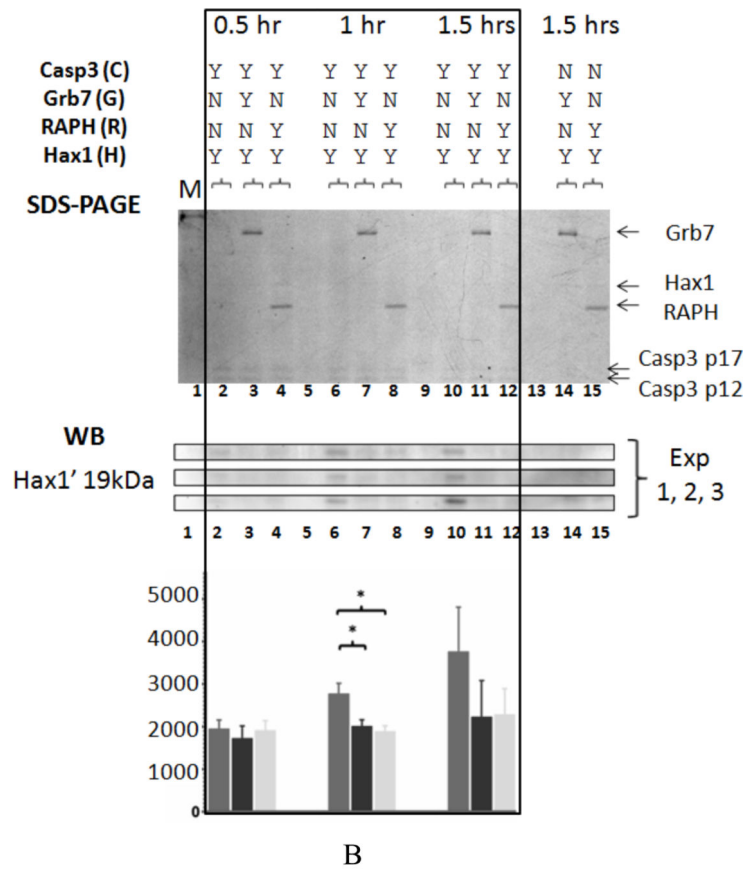 0.5 hr 1 hr 1.5 hrs 1.5 hrs
Casp3 (C) Y Y Y Y Y Y Y Y Y N N
Grb7 (G) N Y N N Y N N Y N Y N
RAPH (R) N N Y N N Y N N Y N Y
Hax1 (H) Y Y Y Y Y Y Y Y Y Y Y
M
SDS-PAGE
Grb7
Hax1
RAPH
Casp3 p17
Casp3 p12
1 2 3 4 5 6 7 8 9 10 11 12 13 14 15
WB
Hax1’ 19kDa
Exp
1, 2, 3
1 2 3 4 5 6 7 8 9 10 11 12 13 14 15
5000
4000
3000
2000
1000
0
*
*
B